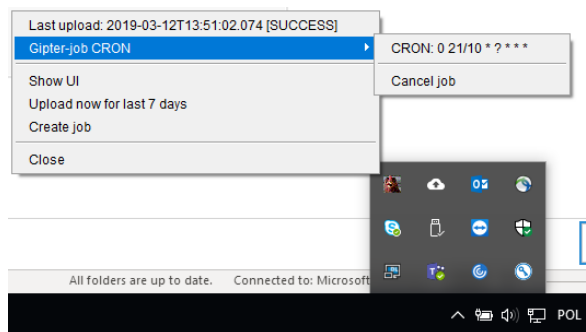 Last upload: 2019-03-12T13:51:02.074 [SUCCESS]
Gipter-job CRON
CRON: 0 21/10 * ? * * *
Show UI
Cancel job
Upload now for last 7 days
Create job
Close
All folders are up to date. Connected to: Microsoft
POL